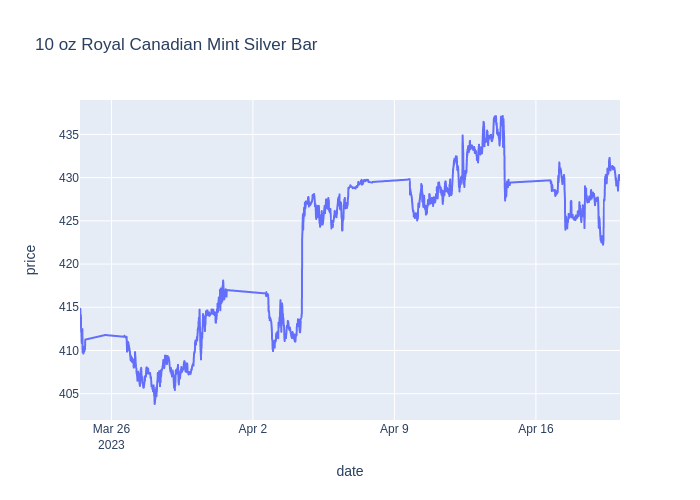 10 oz Royal Canadian Mint Silver Bar
price
435
430
425
420
415
410
405
Mar 26
2023
Apr 2
Apr 9
Apr 16
date